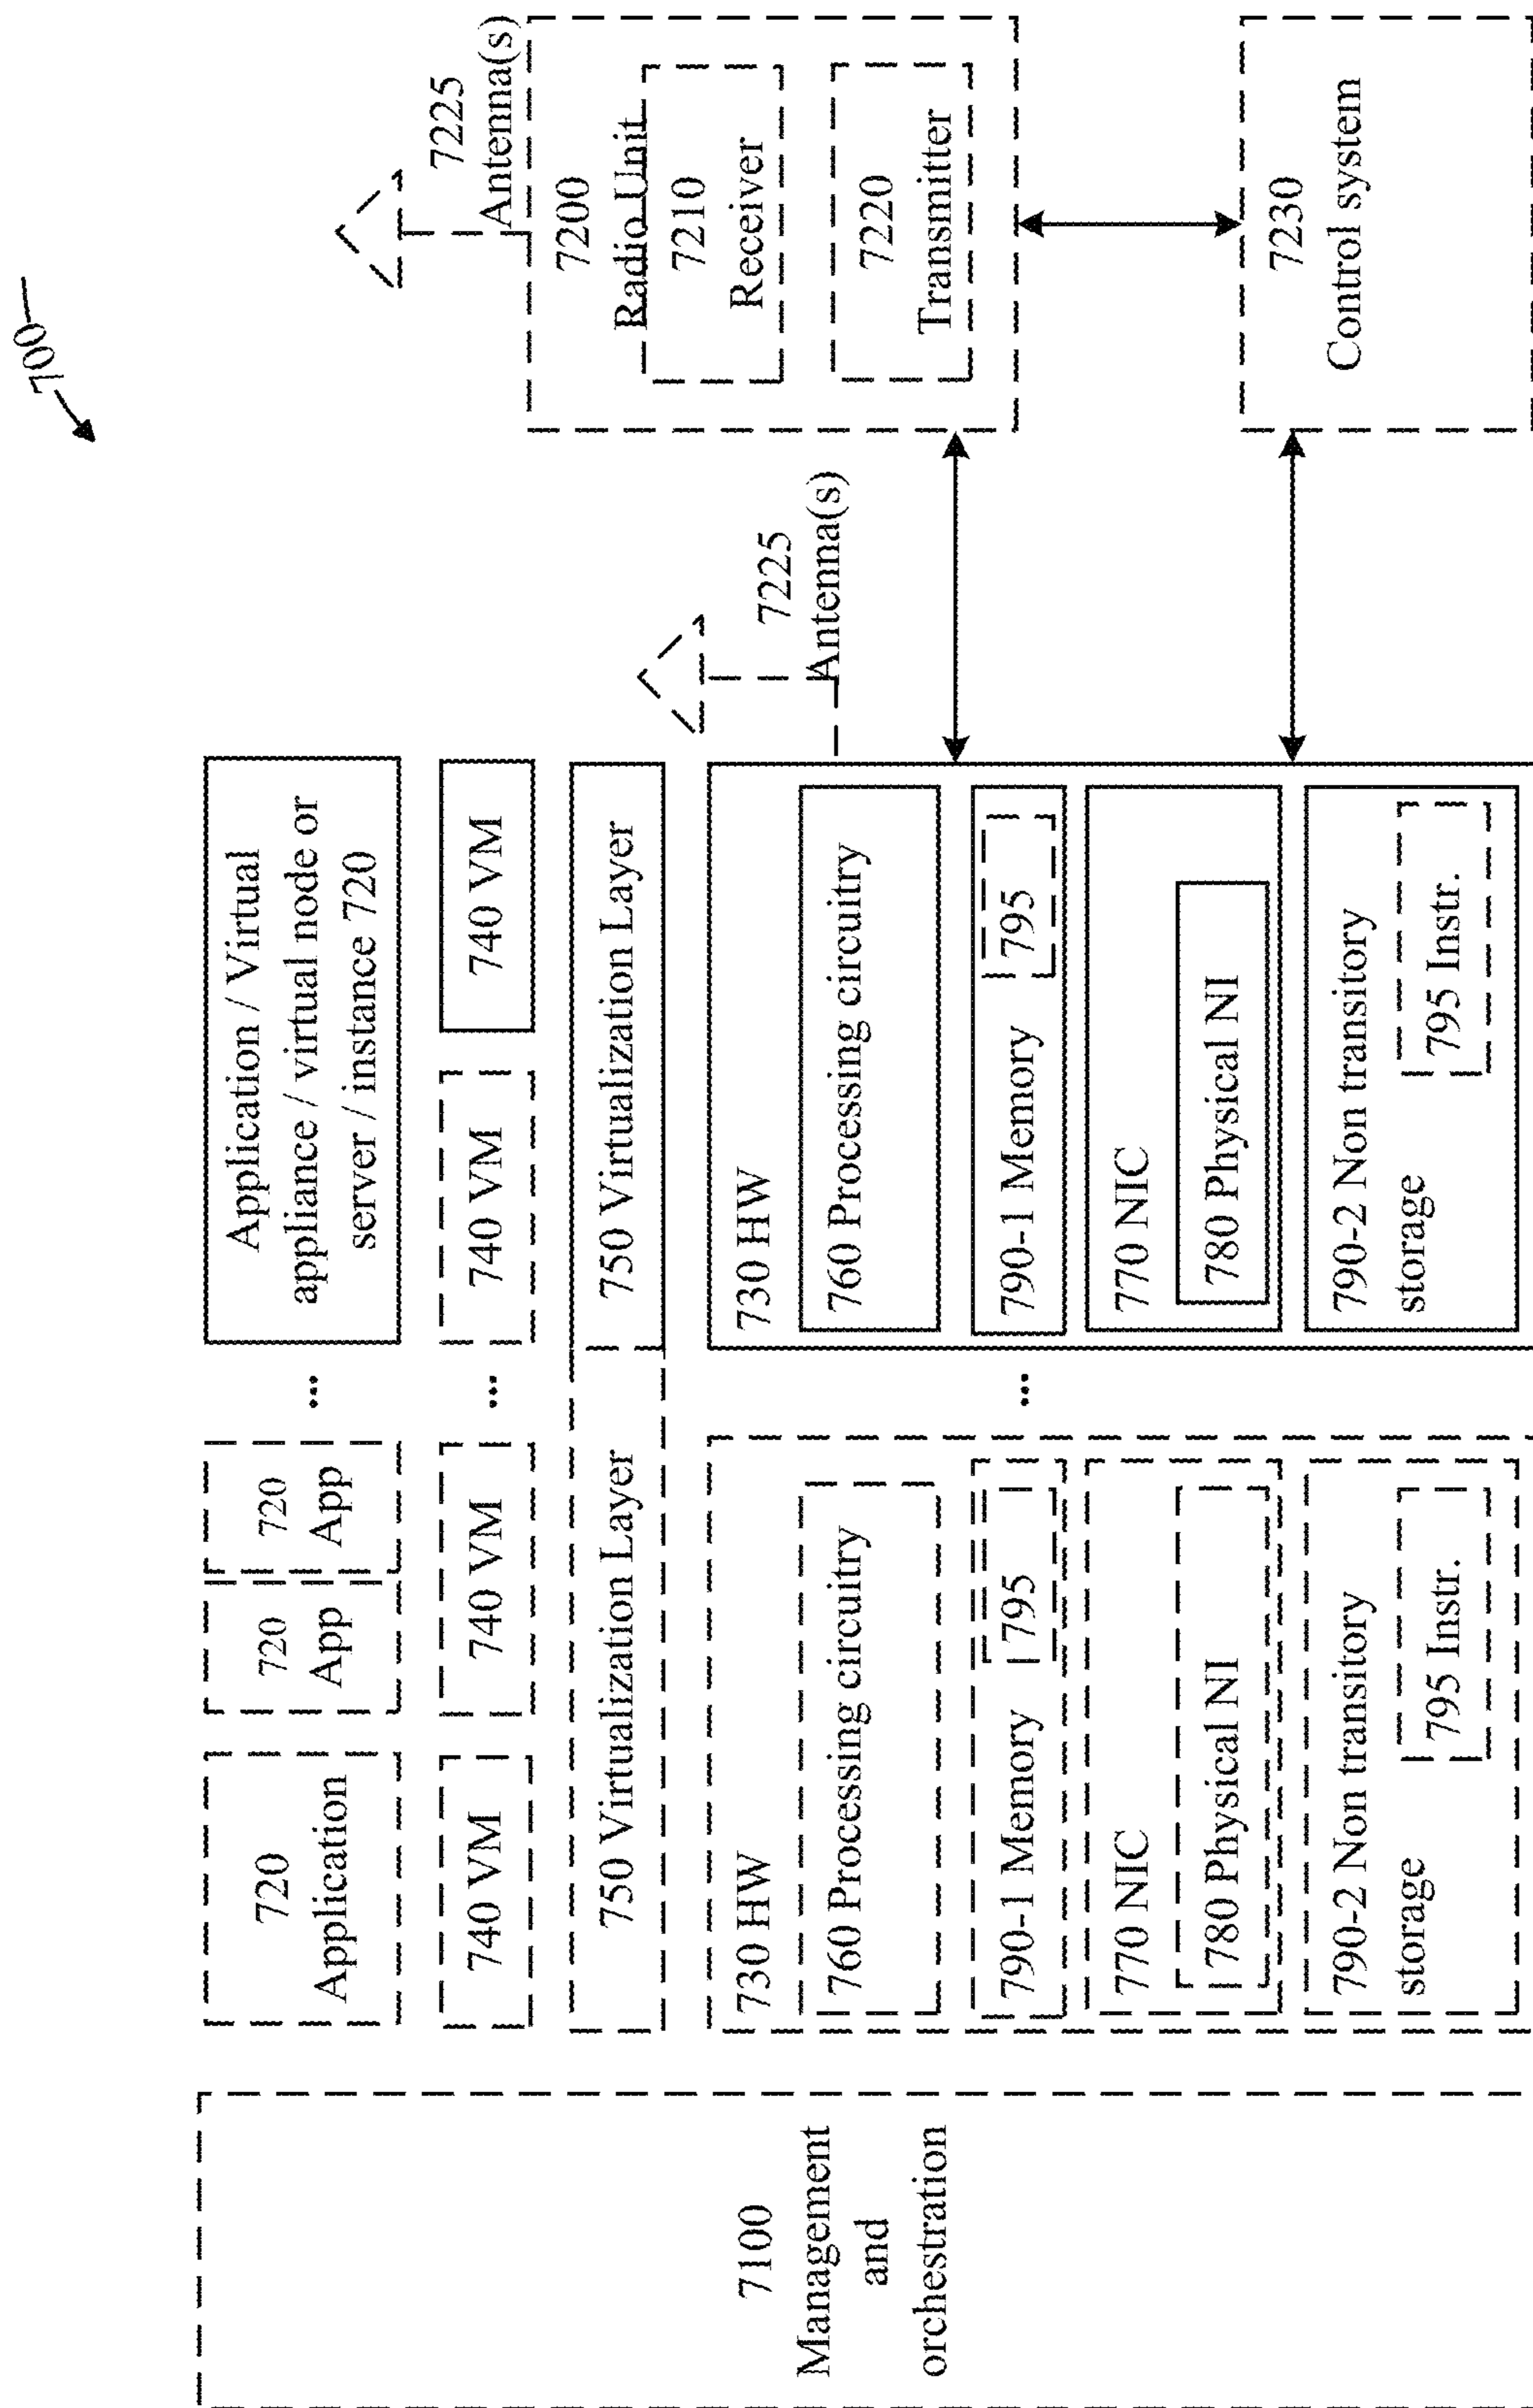 700
7100
Management
and
orchestration
720
Application
720
App
720
App
...
Application / Virtual
appliance / virtual node or
server / instance 720
740 VM
740 VM
...
740 VM
740 VM
750 Virtualization Layer
750 Virtualization Layer
730 HW
760 Processing circuitry
790-1 Memory
795
770 NIC
780 Physical NI
790-2 Non transitory
storage
795 Instr.
...
730 HW
760 Processing circuitry
790-1 Memory
795
770 NIC
780 Physical NI
790-2 Non transitory
storage
795 Instr.
7225
Antenna(s)
7225
Antenna(s)
7200
Radio Unit
7210
Receiver
7220
Transmitter
7230
Control system